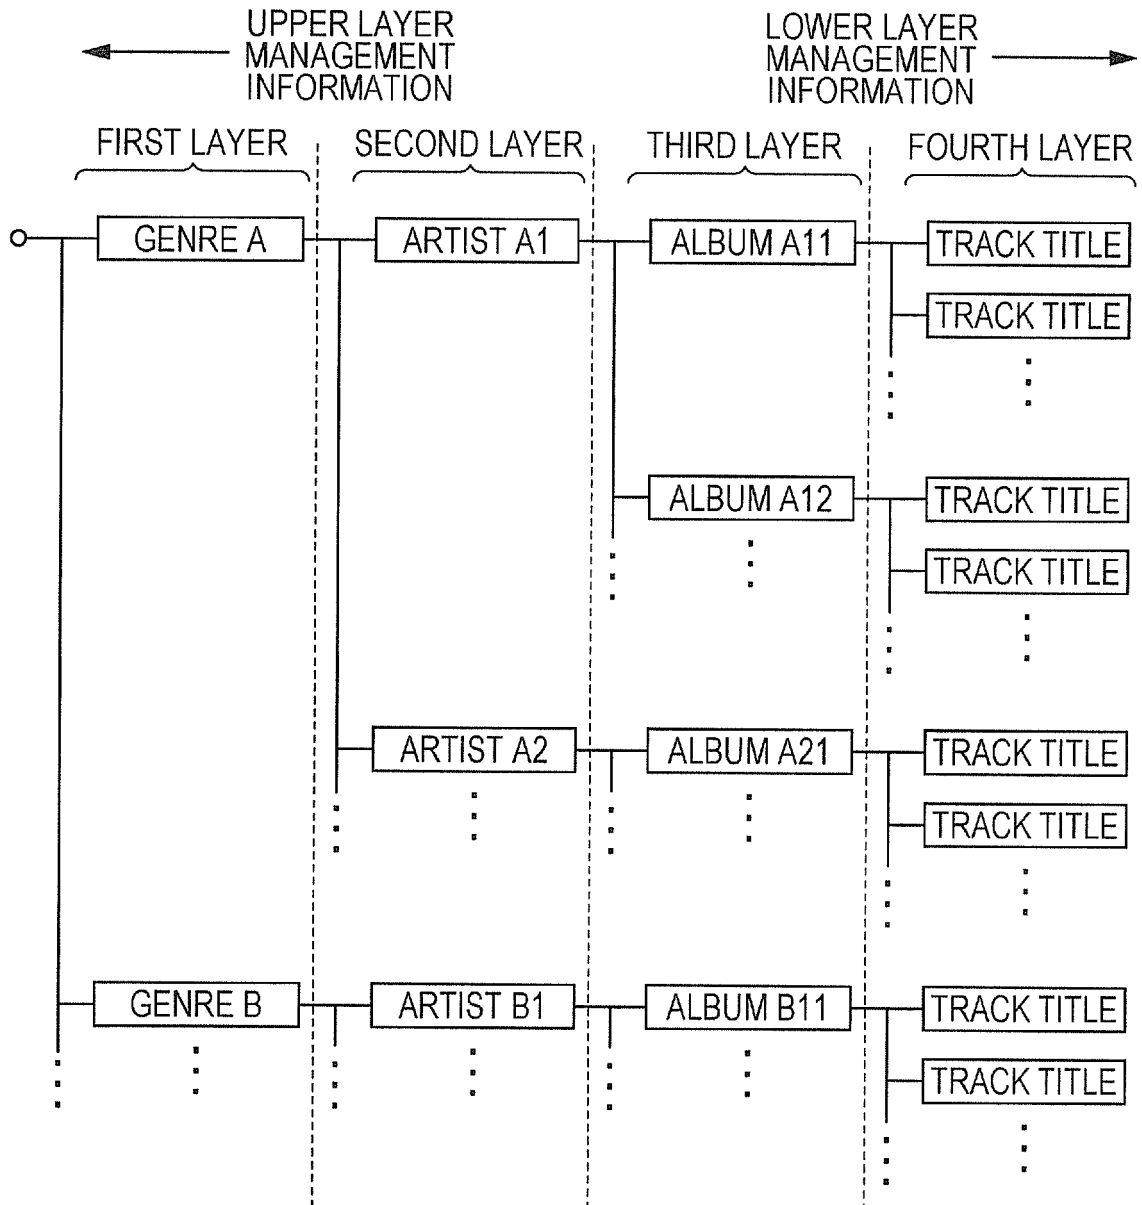 UPPER LAYER
MANAGEMENT
INFORMATION
LOWER LAYER
MANAGEMENT
INFORMATION
FIRST LAYER
SECOND LAYER
THIRD LAYER
FOURTH LAYER
GENRE A
ARTIST A1
ALBUM A11
TRACK TITLE
TRACK TITLE
ALBUM A12
TRACK TITLE
TRACK TITLE
ARTIST A2
ALBUM A21
TRACK TITLE
TRACK TITLE
GENRE B
ARTIST B1
ALBUM B11
TRACK TITLE
TRACK TITLE